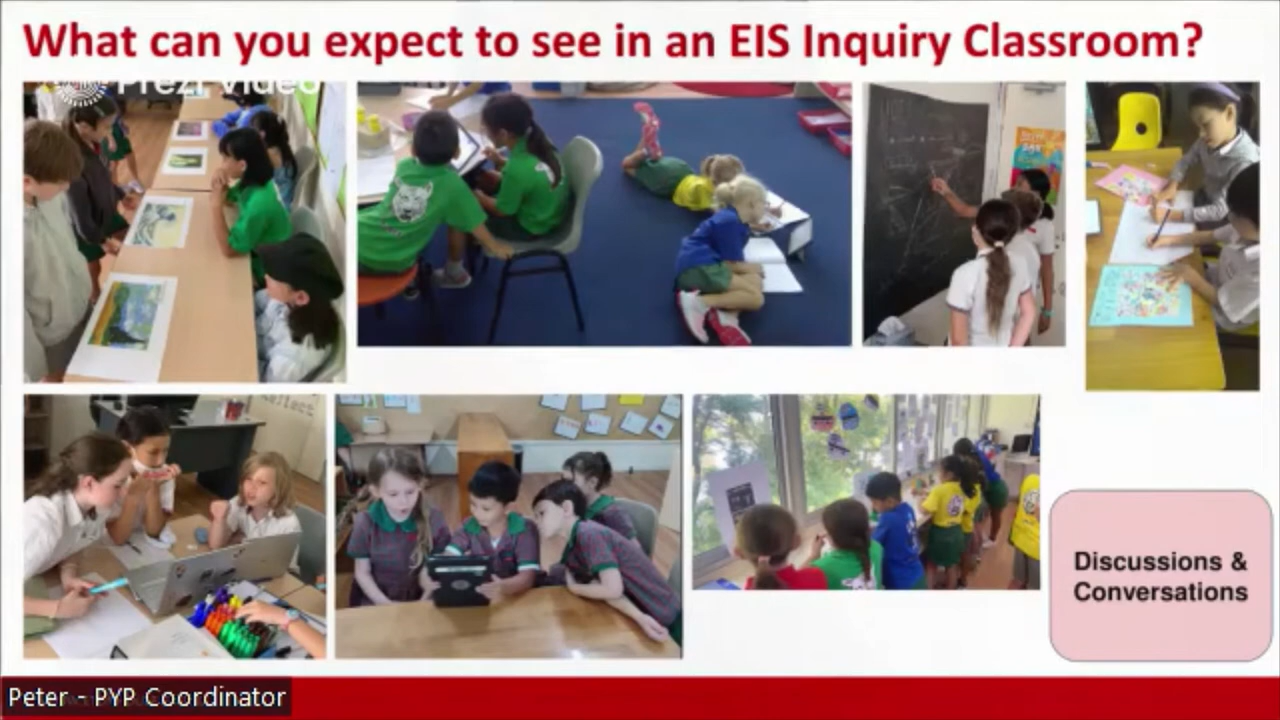 What can you expect to see in an EIS Inquiry Classroom?
Prezi Video
Discussions &
Conversations
Peter - PYP Coordinator